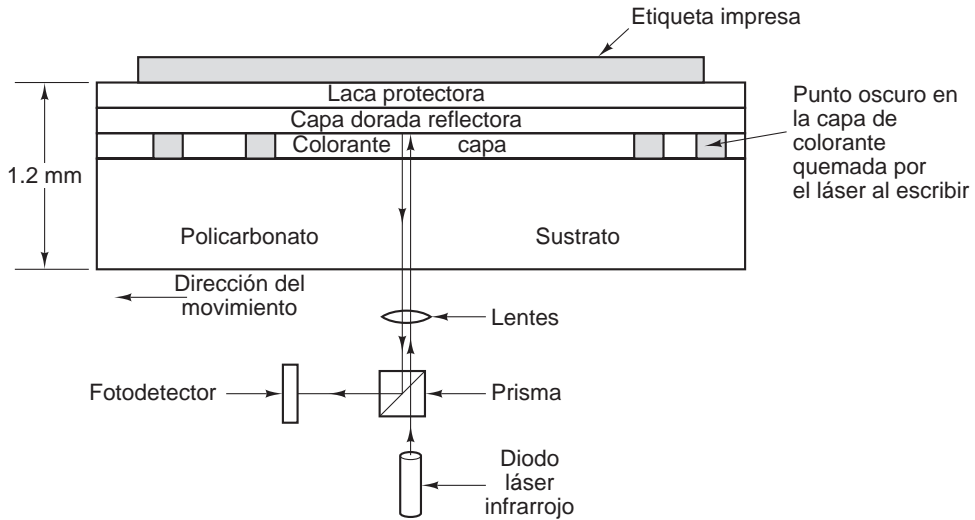 Etiqueta impresa
Laca protectora
Capa dorada reflectora
Colorante capa
Punto oscuro en
la capa de
colorante
quemada por
el láser al escribir
1.2 mm
Policarbonato
Sustrato
Dirección del
movimiento
Lentes
Fotodetector
Prisma
Diodo
láser
infrarrojo